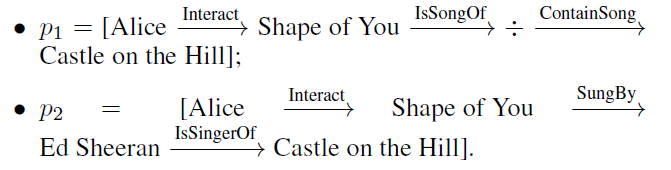 • p₁ = [Alice —Interact→ Shape of You —IsSongOf→ ÷ —ContainSong→
Castle on the Hill];
• p₂ = [Alice —Interact→ Shape of You —SungBy→
Ed Sheeran —IsSingerOf→ Castle on the Hill].